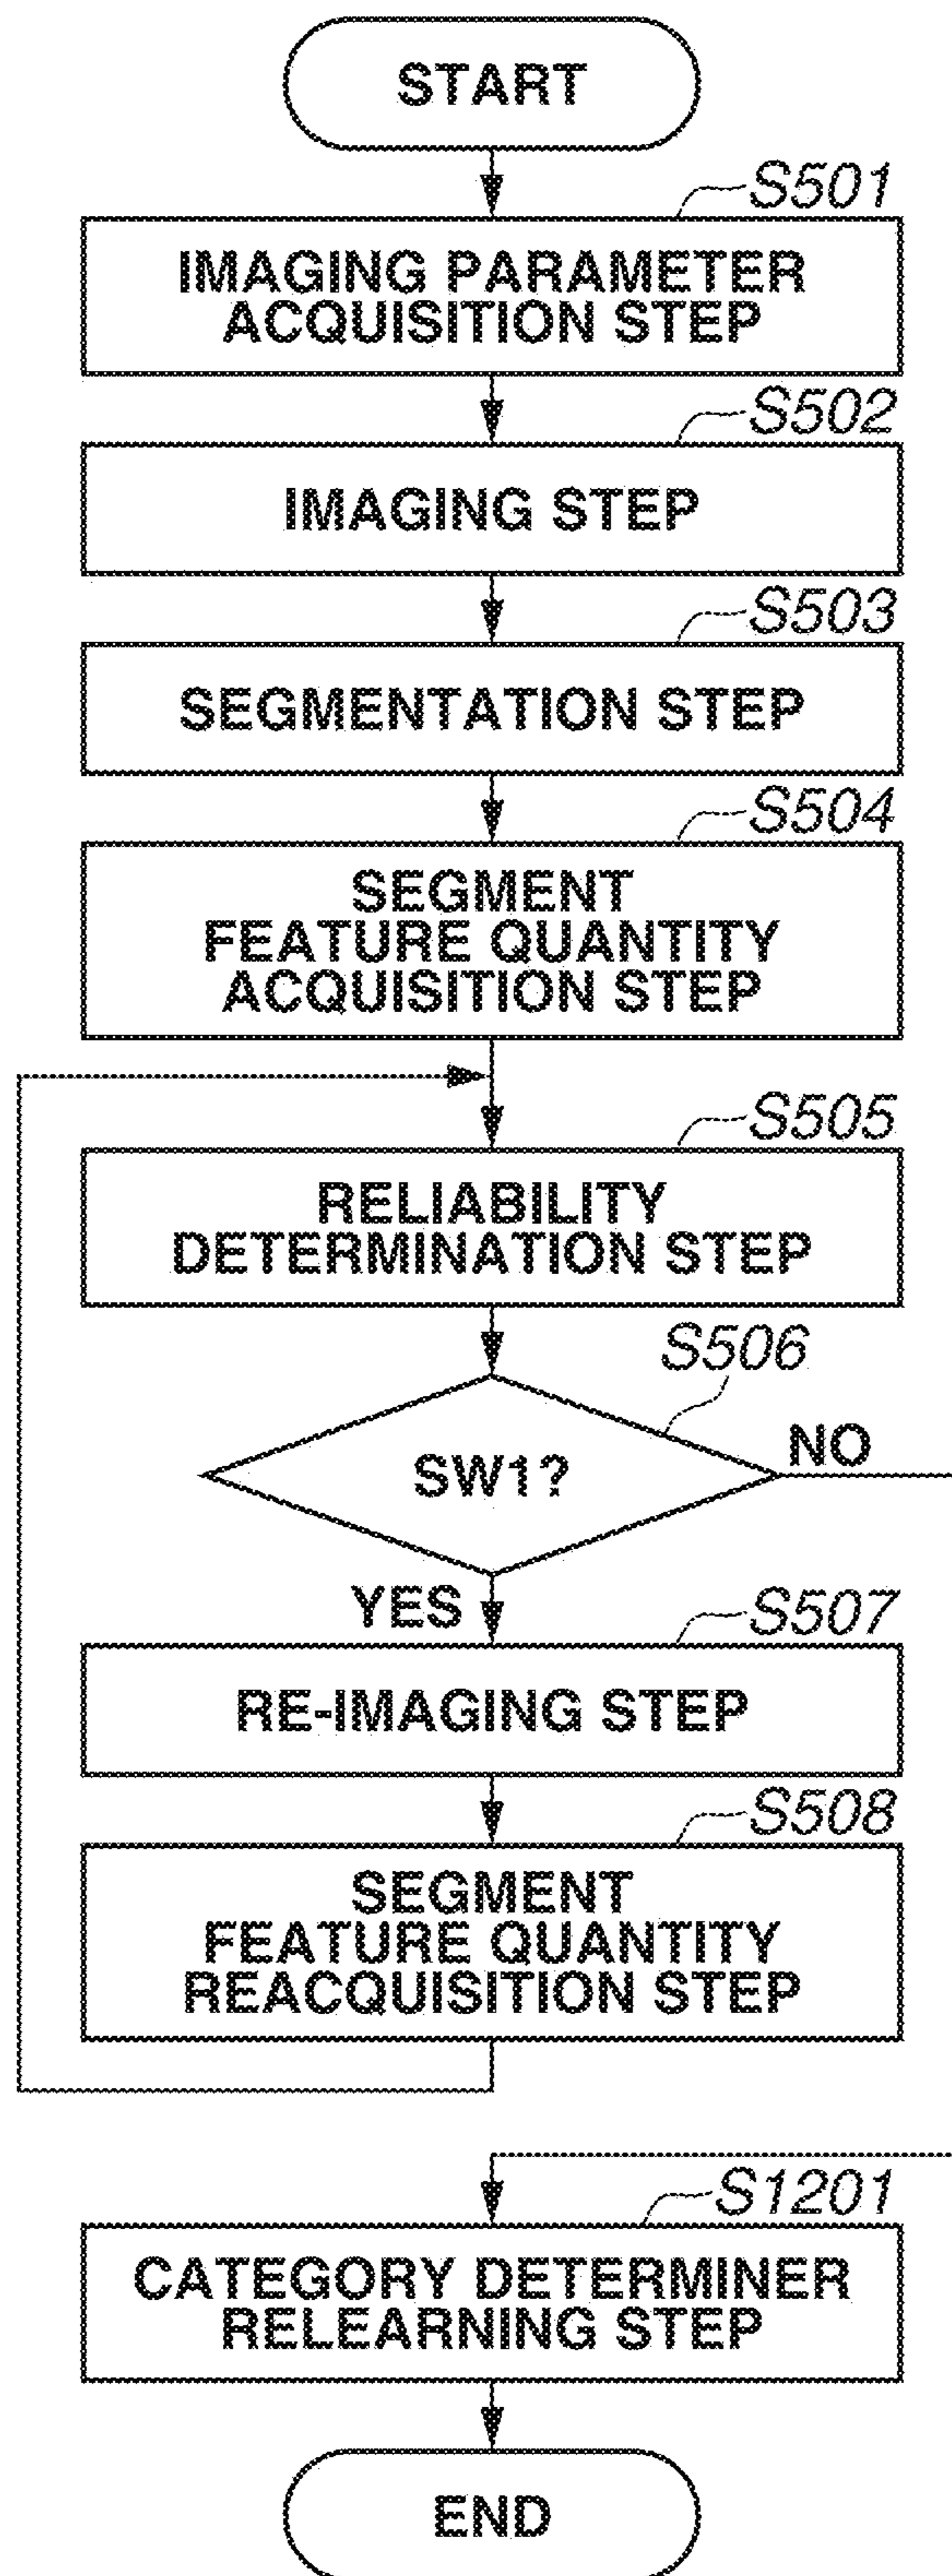 START
S501
IMAGING PARAMETER
ACQUISITION STEP
S502
IMAGING STEP
S503
SEGMENTATION STEP
S504
SEGMENT
FEATURE QUANTITY
ACQUISITION STEP
S505
RELIABILITY
DETERMINATION STEP
S506
SW1?
NO
YES
S507
RE-IMAGING STEP
S508
SEGMENT
FEATURE QUANTITY
REACQUISITION STEP
S1201
CATEGORY DETERMINER
RELEARNING STEP
END